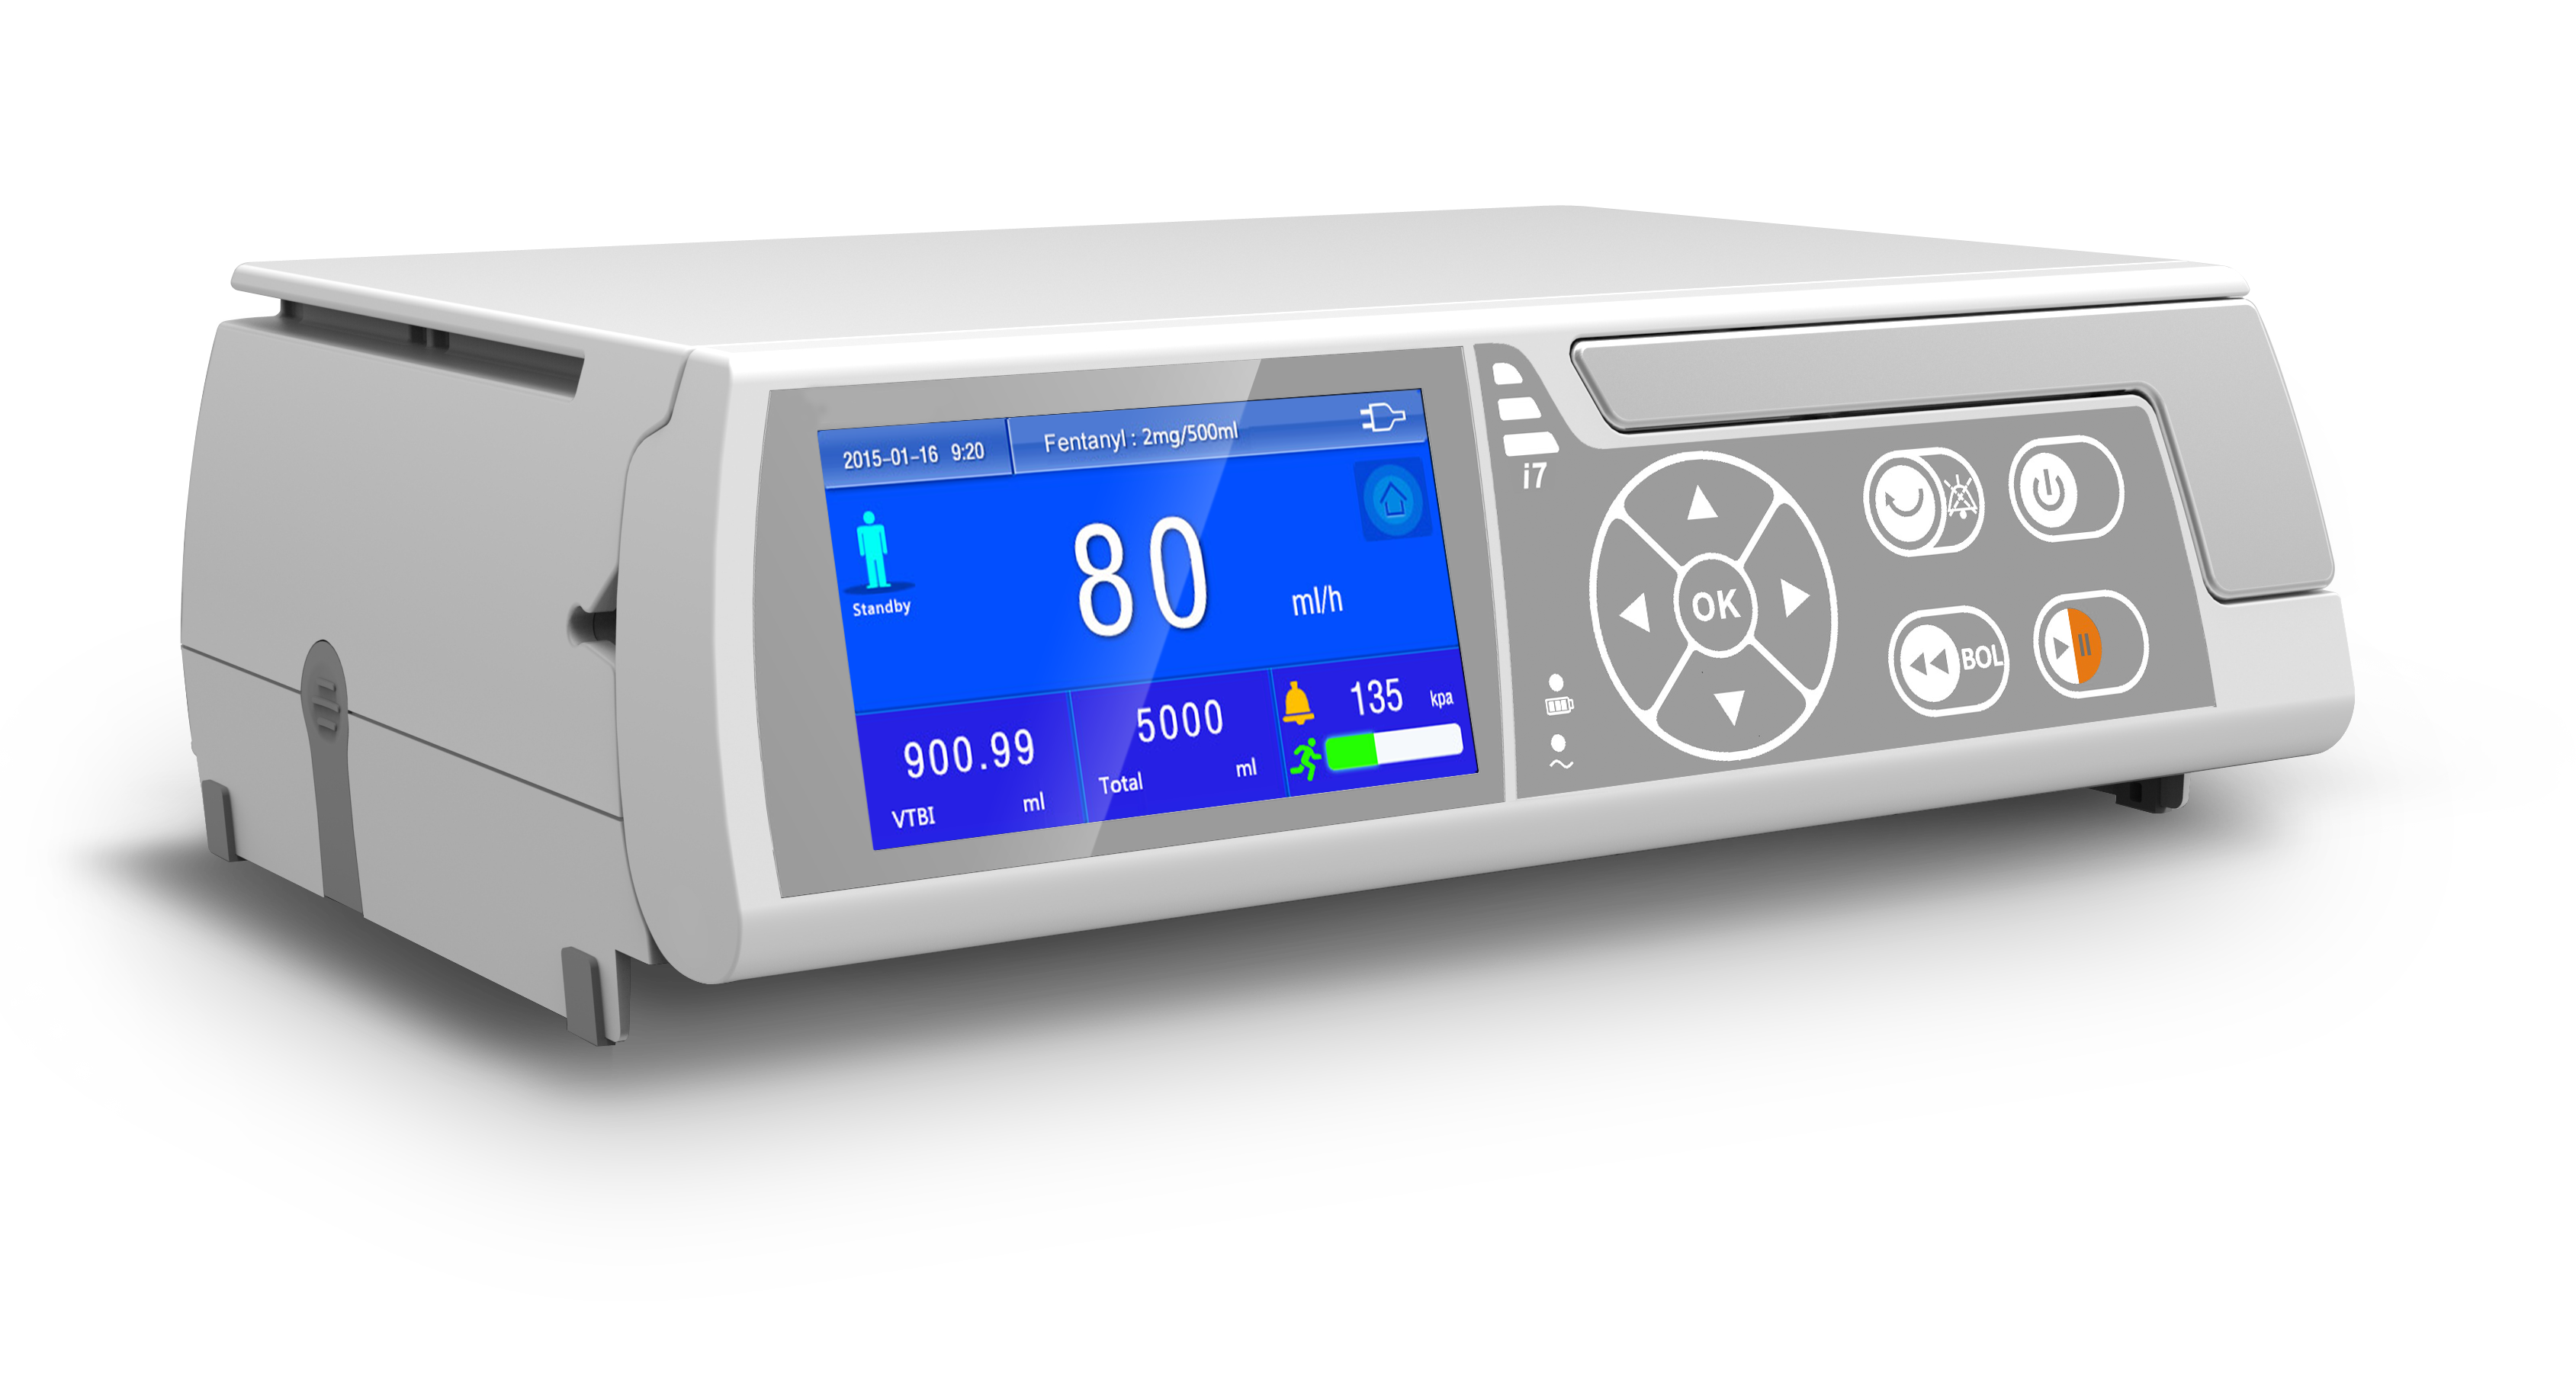 2015-01-16 9:20
Fentanyl : 2mg/500ml
Standby
80 ml/h
900.99
VTBI ml
5000
Total ml
135 kpa
i7
OK
BOL